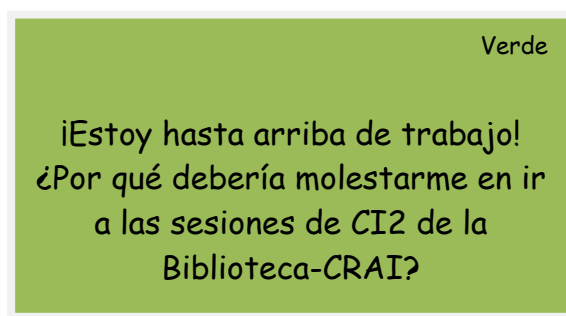 Verde
¡Estoy hasta arriba de trabajo!
¿Por qué debería molestarme en ir
a las sesiones de CI2 de la
Biblioteca-CRAI?